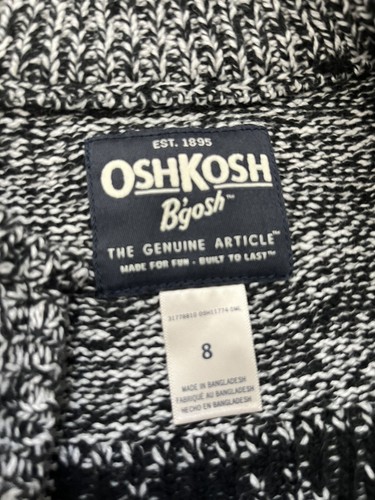 EST. 1895
OSHKOSH
B'gosh™
THE GENUINE ARTICLE™
MADE FOR FUN - BUILT TO LAST™
8
MADE IN BANGLADESH
FABRIQUÉ AU BANGLADESH
HECHO EN BANGLADESH